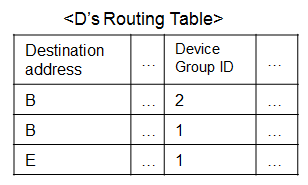 <D’s Routing Table>
Destination address … Device Group ID …
B … 2 …
B … 1 …
E … 1 …